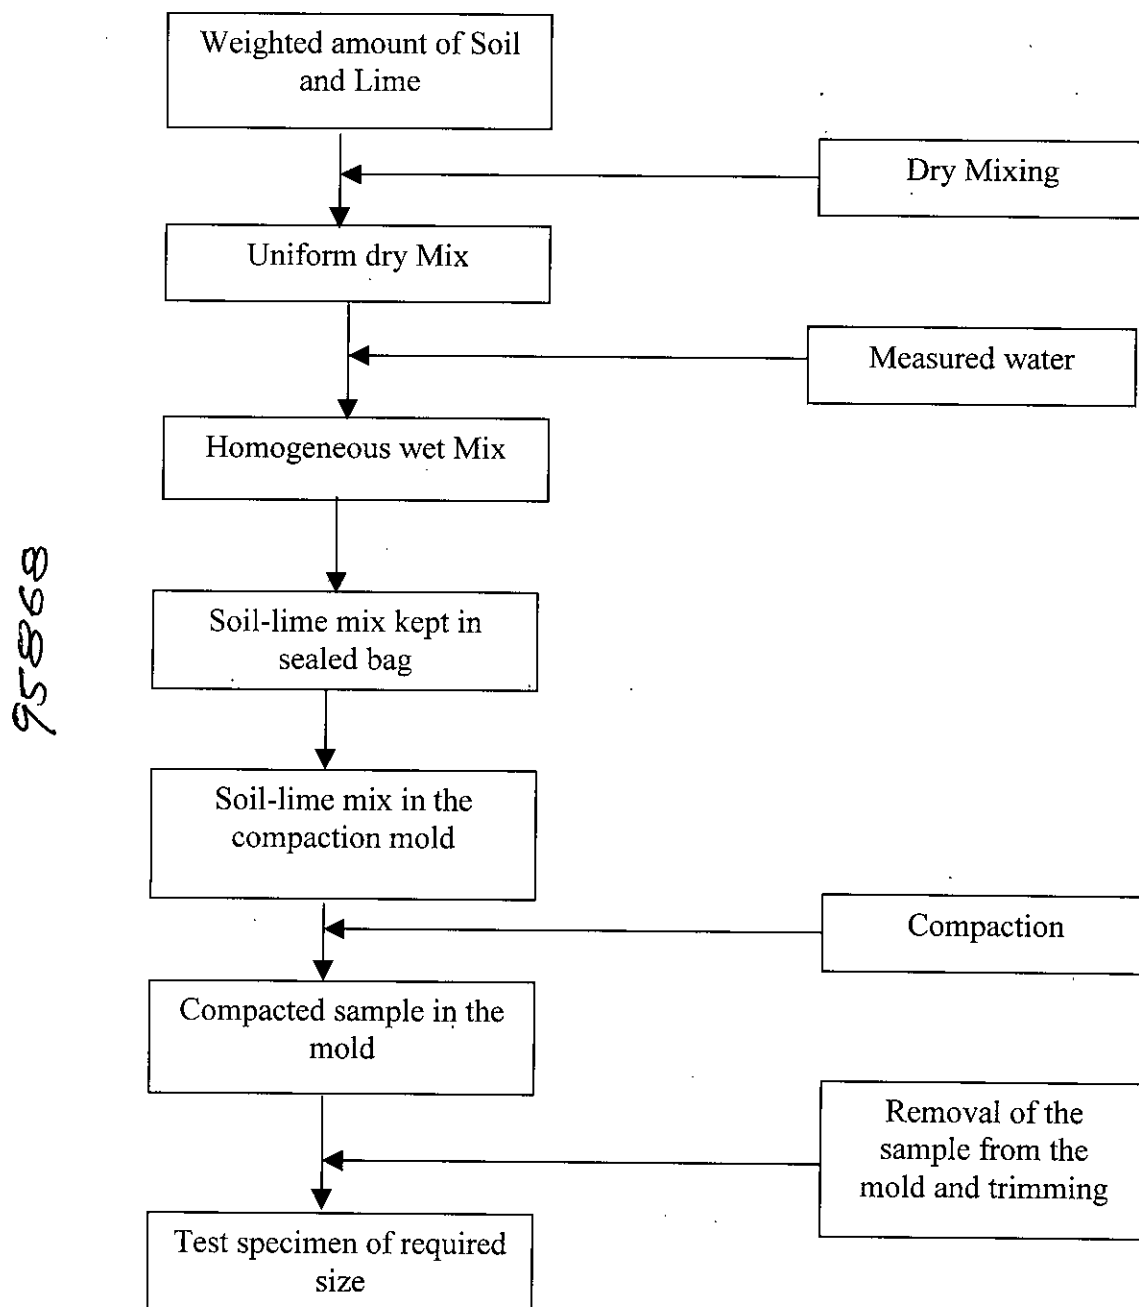 Weighted amount of Soil
and Lime
Dry Mixing
Uniform dry Mix
Measured water
Homogeneous wet Mix
95868
Soil-lime mix kept in
sealed bag
Soil-lime mix in the
compaction mold
Compaction
Compacted sample in the
mold
Removal of the
sample from the
mold and trimming
Test specimen of required
size